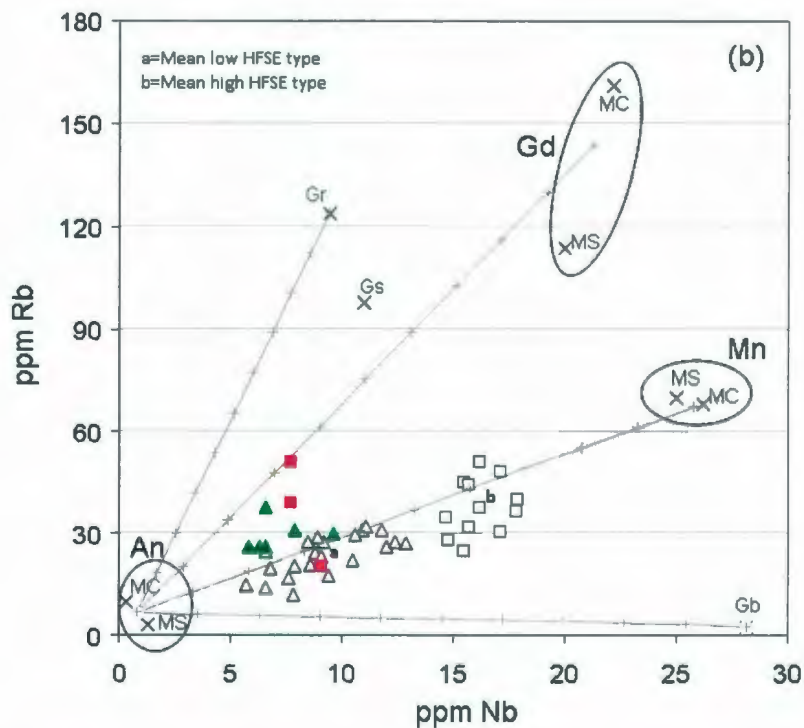 180
150
120
90
60
30
0
ppm Rb
a=Mean low HFSE type
b=Mean high HFSE type
(b)
MC
Gd
Gr
MS
Gs
Mn
MS
MC
b
a
An
MC
MS
Gb
0
5
10
15
20
25
30
ppm Nb